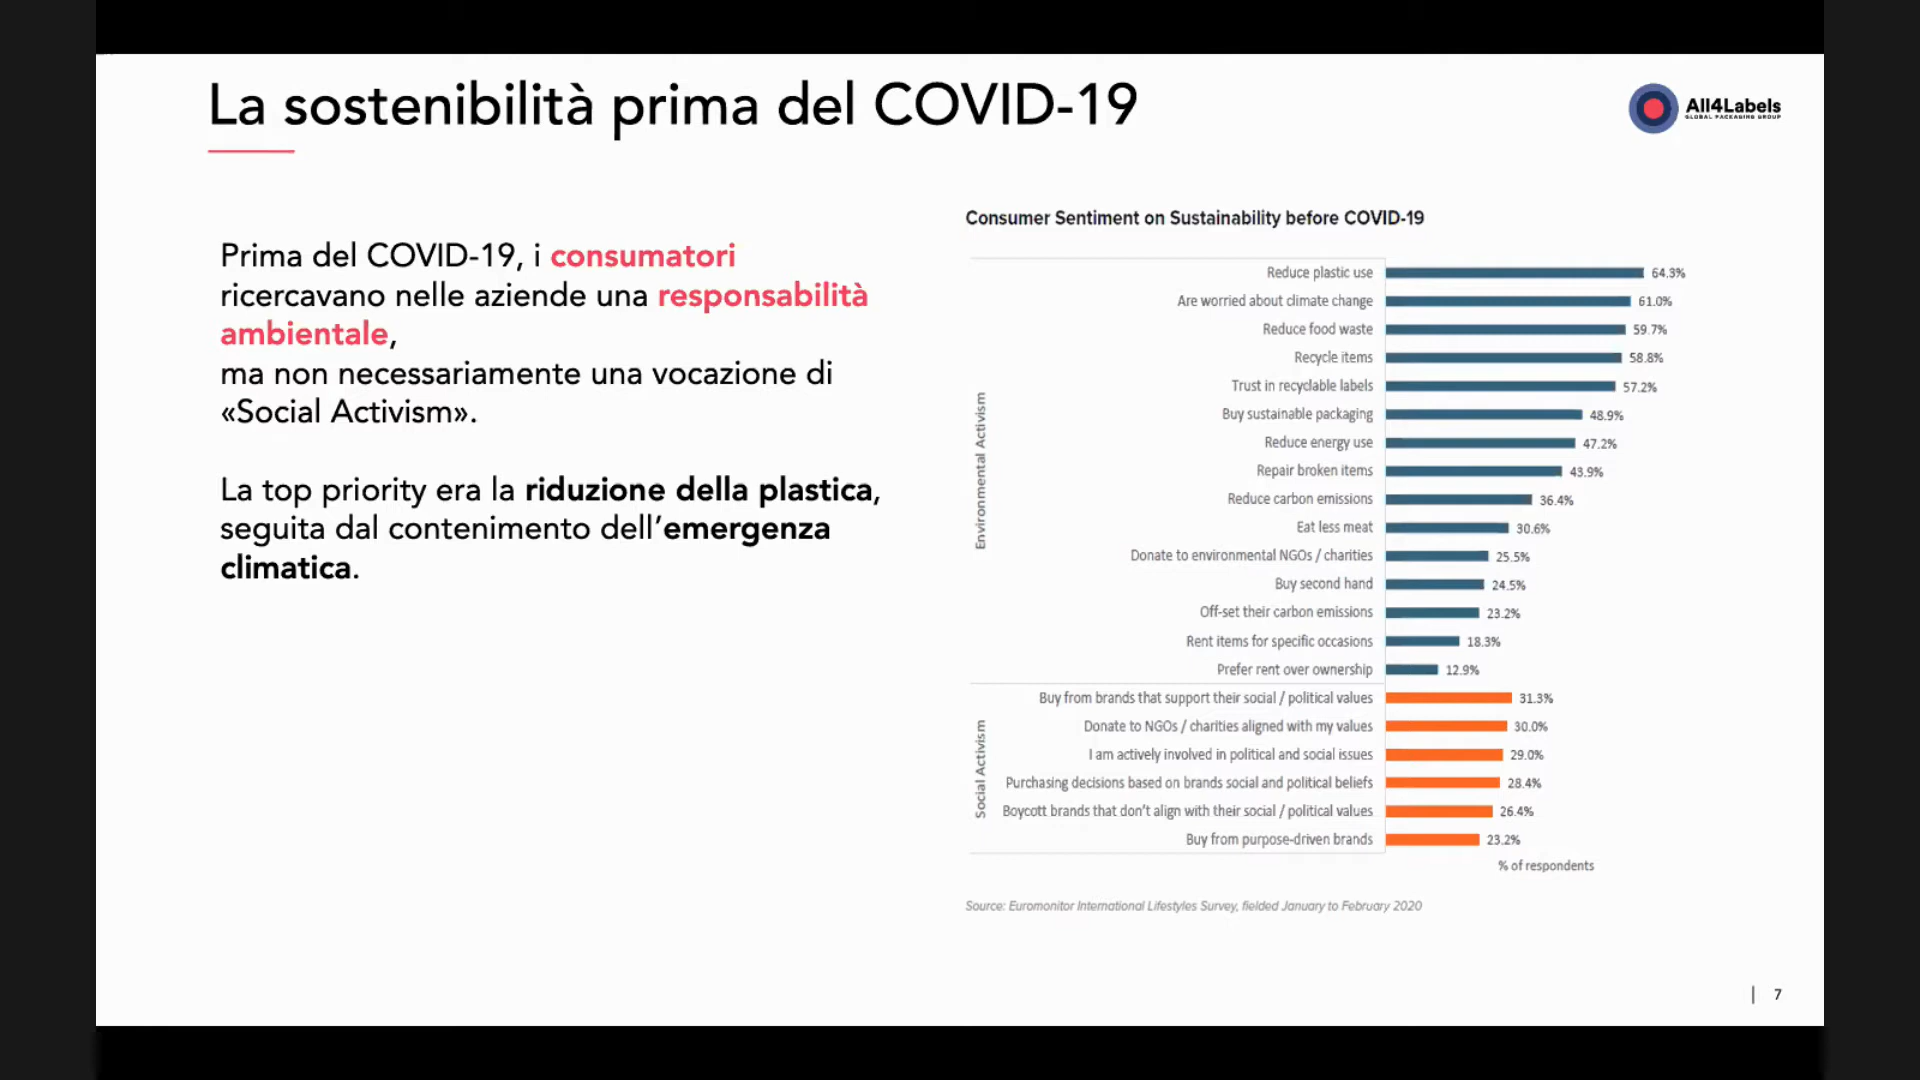 La sostenibilità prima del COVID-19
All4Labels
GLOBAL PACKAGING GROUP
Prima del COVID-19, i consumatori
ricercavano nelle aziende una responsabilità
ambientale,
ma non necessariamente una vocazione di
«Social Activism».
La top priority era la riduzione della plastica,
seguita dal contenimento dell'emergenza
climatica.
Consumer Sentiment on Sustainability before COVID-19
Environmental Activism
Reduce plastic use 64.3%
Are worried about climate change 61.0%
Reduce food waste 59.7%
Recycle items 58.8%
Trust in recyclable labels 57.2%
Buy sustainable packaging 48.9%
Reduce energy use 47.2%
Repair broken items 43.9%
Reduce carbon emissions 36.4%
Eat less meat 30.6%
Donate to environmental NGOs / charities 25.5%
Buy second hand 24.5%
Off-set their carbon emissions 23.2%
Rent items for specific occasions 18.3%
Prefer rent over ownership 12.9%
Social Activism
Buy from brands that support their social / political values 31.3%
Donate to NGOs / charities aligned with my values 30.0%
I am actively involved in political and social issues 29.0%
Purchasing decisions based on brands social and political beliefs 28.4%
Boycott brands that don't align with their social / political values 26.4%
Buy from purpose-driven brands 23.2%
% of respondents
Source: Euromonitor International Lifestyles Survey, fielded January to February 2020
| 7